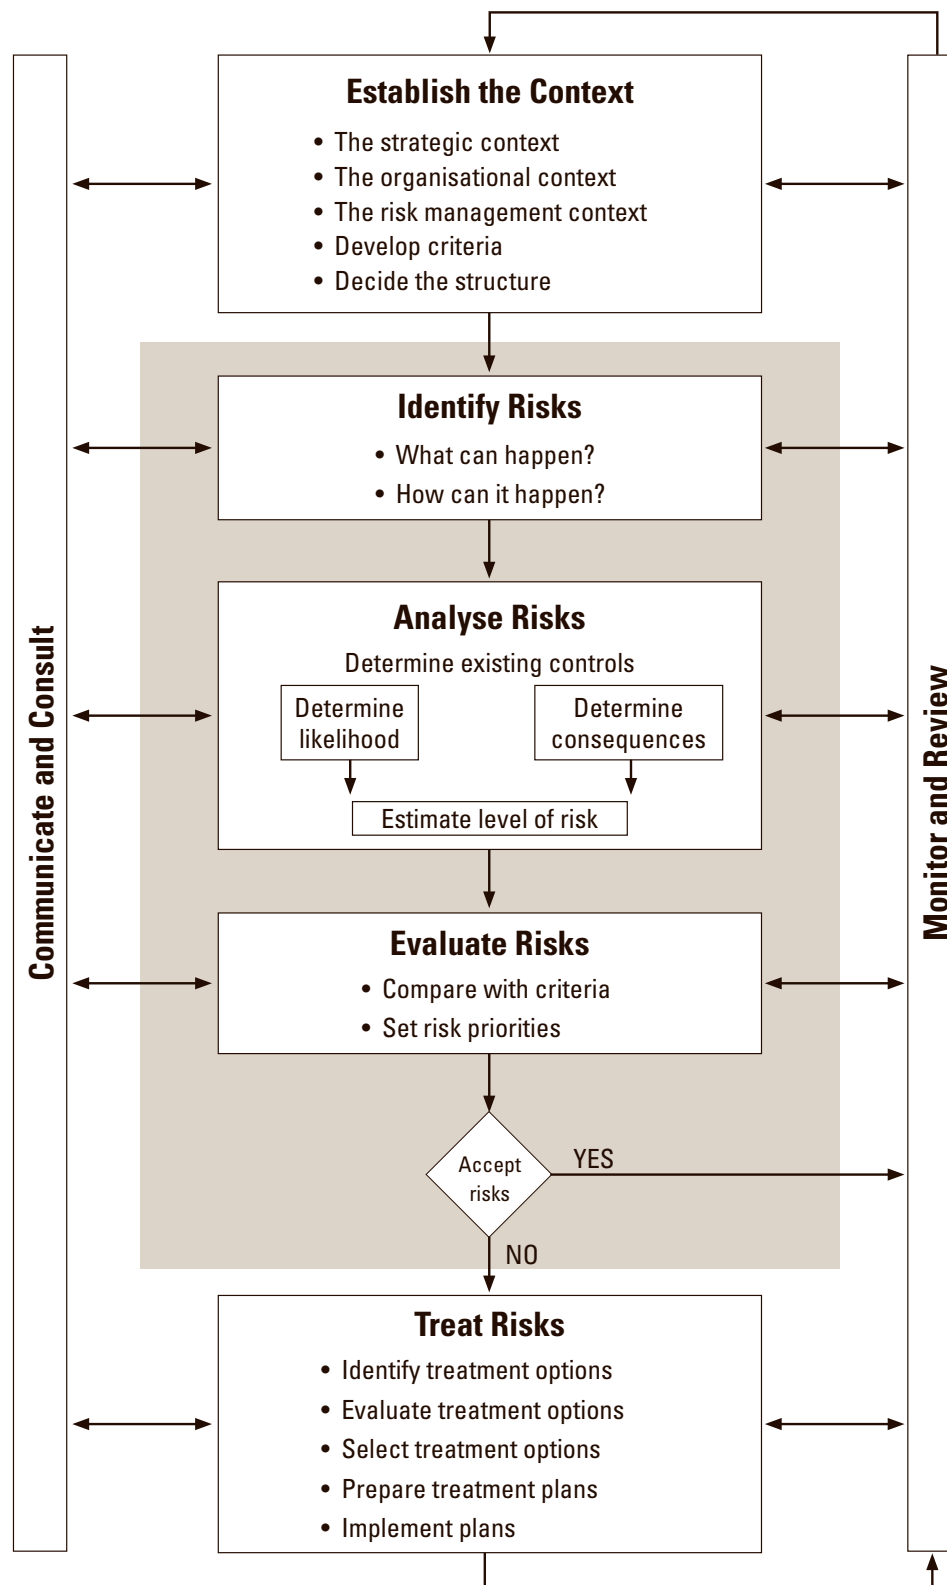 Establish the Context
• The strategic context
• The organisational context
• The risk management context
• Develop criteria
• Decide the structure
Identify Risks
• What can happen?
• How can it happen?
Analyse Risks
Determine existing controls
Determine
likelihood
Determine
consequences
Estimate level of risk
Evaluate Risks
• Compare with criteria
• Set risk priorities
Accept
risks
YES
NO
Treat Risks
• Identify treatment options
• Evaluate treatment options
• Select treatment options
• Prepare treatment plans
• Implement plans
Communicate and Consult
Monitor and Review